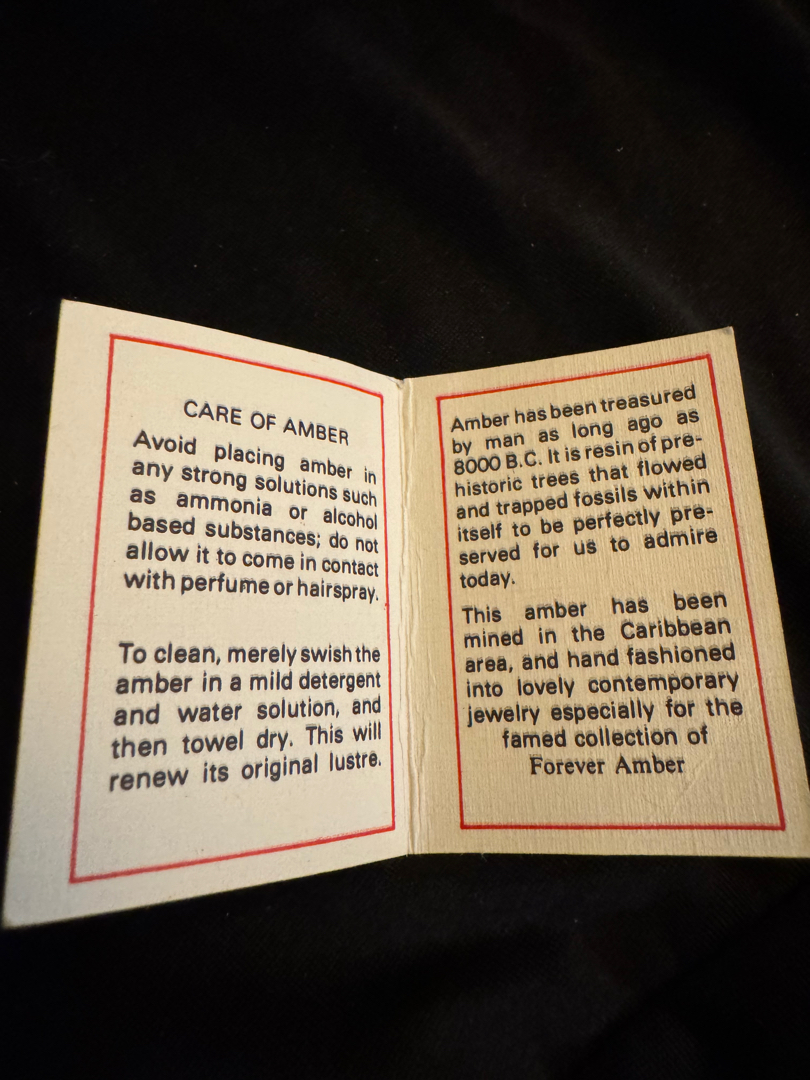 CARE OF AMBER
Avoid placing amber in
any strong solutions such
as ammonia or alcohol
based substances; do not
allow it to come in contact
with perfume or hairspray.
To clean, merely swish the
amber in a mild detergent
and water solution, and
then towel dry. This will
renew its original lustre.
Amber has been treasured
by man as long ago as
8000 B.C. It is resin of pre-
historic trees that flowed
and trapped fossils within
itself to be perfectly pre-
served for us to admire
today.
This amber has been
mined in the Caribbean
area, and hand fashioned
into lovely contemporary
jewelry especially for the
famed collection of
Forever Amber